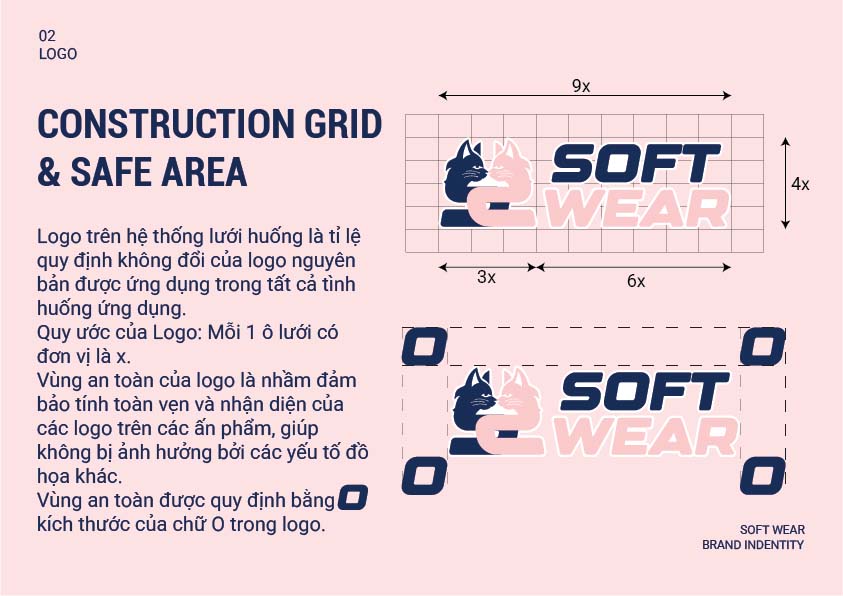 02
LOGO
CONSTRUCTION GRID
& SAFE AREA
Logo trên hệ thống lưới huống là tỉ lệ
quy định không đổi của logo nguyên
bản được ứng dụng trong tất cả tình
huống ứng dụng.
Quy ước của Logo: Mỗi 1 ô lưới có
đơn vị là x.
Vùng an toàn của logo là nhằm đảm
bảo tính toàn vẹn và nhận diện của
các logo trên các ấn phẩm, giúp
không bị ảnh hưởng bởi các yếu tố đồ
họa khác.
Vùng an toàn được quy định bằng O
kích thước của chữ O trong logo.
9x
SOFT
WEAR
4x
3x
6x
O
O
SOFT
WEAR
O
O
SOFT WEAR
BRAND INDENTITY